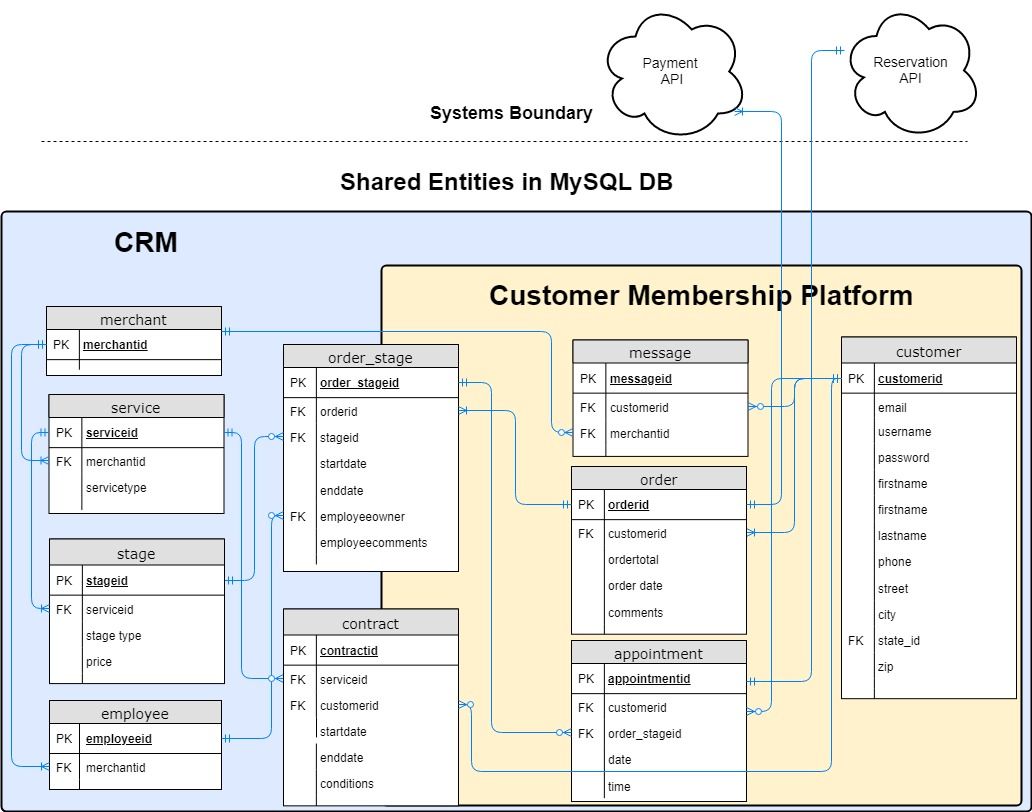 Payment
API
Reservation
API
Systems Boundary
Shared Entities in MySQL DB
CRM
Customer Membership Platform
merchant
PK merchantid
service
PK serviceid
FK merchantid
servicetype
stage
PK stageid
FK serviceid
stage type
price
employee
PK employeeid
FK merchantid
order_stage
PK order_stageid
FK orderid
FK stageid
startdate
enddate
FK employeeowner
employeecomments
contract
PK contractid
FK serviceid
FK customerid
startdate
enddate
conditions
message
PK messageid
FK customerid
FK merchantid
order
PK orderid
FK customerid
ordertotal
order date
comments
appointment
PK appointmentid
FK customerid
FK order_stageid
date
time
customer
PK customerid
email
username
password
firstname
firstname
lastname
phone
street
city
FK state_id
zip